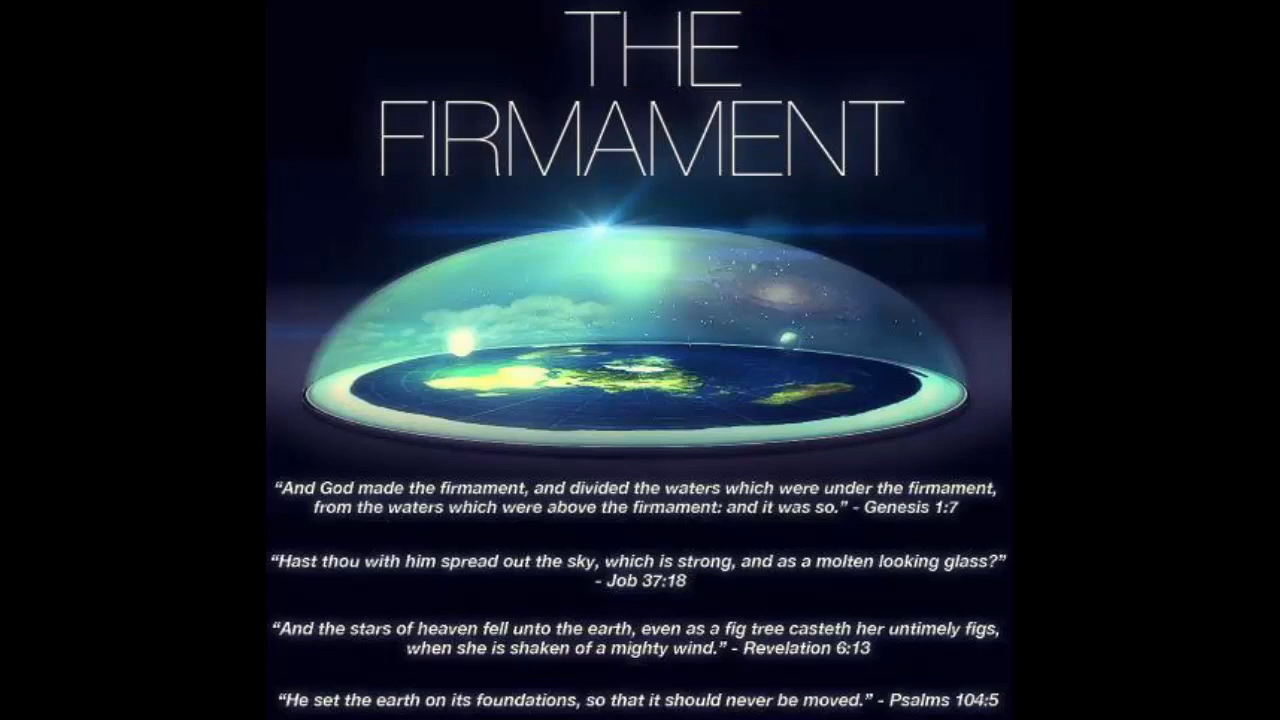 THE
FIRMAMENT
“And God made the firmament, and divided the waters which were under the firmament,
from the waters which were above the firmament: and it was so.” - Genesis 1:7
“Hast thou with him spread out the sky, which is strong, and as a molten looking glass?”
- Job 37:18
“And the stars of heaven fell unto the earth, even as a fig tree casteth her untimely figs,
when she is shaken of a mighty wind.” - Revelation 6:13
“He set the earth on its foundations, so that it should never be moved.” - Psalms 104:5